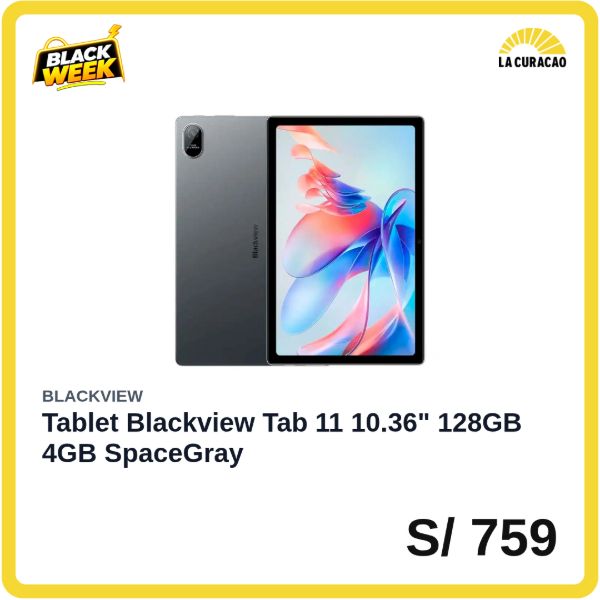 BLACK
WEEK
LA CURACAO
Blackview
BLACKVIEW
Tablet Blackview Tab 11 10.36" 128GB
4GB SpaceGray
S/ 759